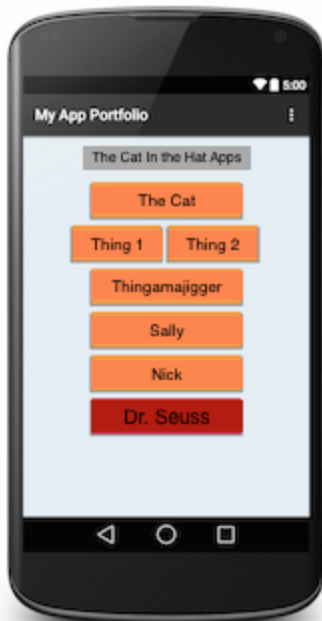 5:00
My App Portfolio
The Cat In the Hat Apps
The Cat
Thing 1 Thing 2
Thingamajigger
Sally
Nick
Dr. Seuss